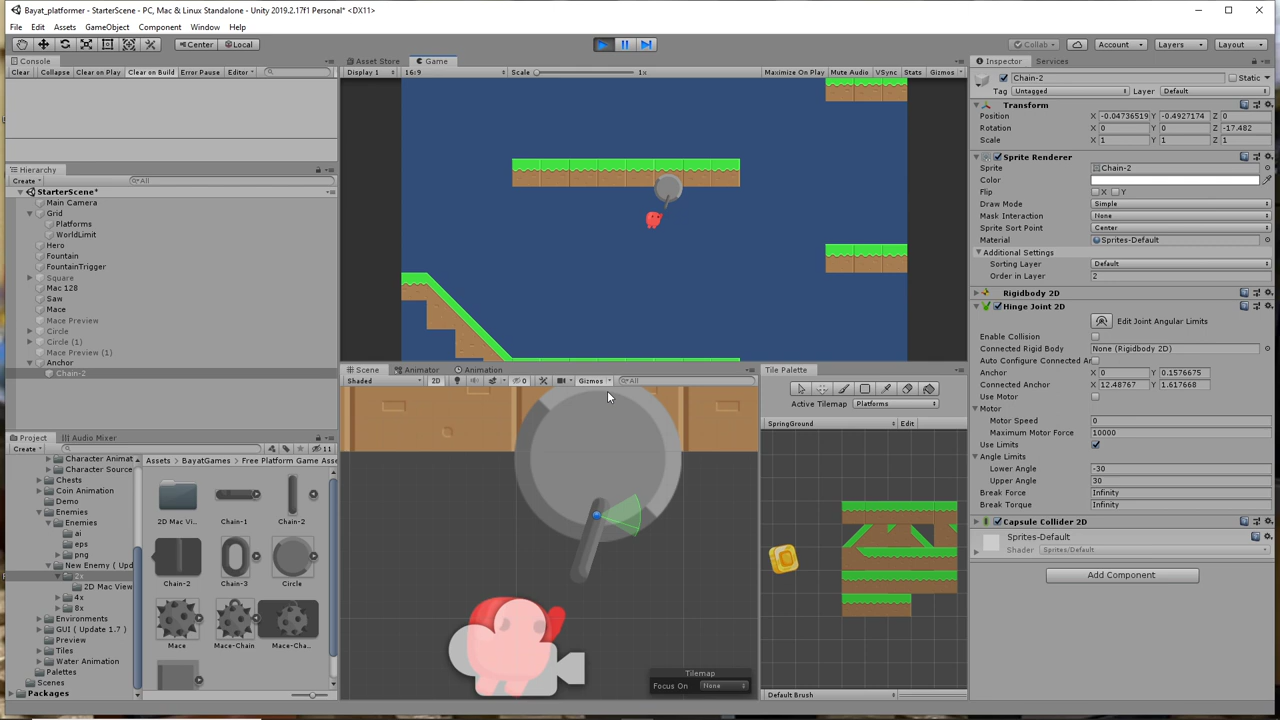 Bayat_platformer - StarterScene - PC, Mac & Linux Standalone - Unity 2019.2.17f1 Personal* <DX11>
File Edit Assets GameObject Component Window Help
Center Local Collab Account Layers Layout
Console
Clear Collapse Clear on Play Clear on Build Error Pause Editor
Hierarchy
Create All
StarterScene*
Main Camera
Grid
Platforms
WorldLimit
Hero
Fountain
FountainTrigger
Square
Mac 128
Saw
Mace
Mace Preview
Circle
Circle (1)
Mace Preview (1)
Anchor
Chain-2
Project Audio Mixer
Create 11
Character Animat
Character Source
Chests
Coin Animation
Demo
Enemies
Enemies
ai
eps
png
New Enemy ( Upd
2x
2D Mac View
4x
8x
Environments
GUI ( Update 1.7 )
Preview
Tiles
Water Animation
Palettes
Scenes
Packages
Assets BayatGames Free Platform Game Asse
2D Mac Vi... Chain-1 Chain-2
Chain-2 Chain-3 Circle
Mace Mace-Chain Mace-Cha...
Asset Store Game
Display 1 16:9 Scale 1x Maximize On Play Mute Audio VSync Stats Gizmos
Scene Animator Animation
Shaded 2D 0 Gizmos All
Tilemap
Focus On None
Tile Palette
Active Tilemap Platforms
SpringGround Edit
Default Brush
Inspector Services
Chain-2 Static
Tag Untagged Layer Default
Transform
Position X -0.04736519 Y -0.4927174 Z 0
Rotation X 0 Y 0 Z -17.482
Scale X 1 Y 1 Z 1
Sprite Renderer
Sprite Chain-2
Color
Flip X Y
Draw Mode Simple
Mask Interaction None
Sprite Sort Point Center
Material Sprites-Default
Additional Settings
Sorting Layer Default
Order in Layer 2
Rigidbody 2D
Hinge Joint 2D
Edit Joint Angular Limits
Enable Collision
Connected Rigid Body None (Rigidbody 2D)
Auto Configure Connected An
Anchor X 0 Y 0.1576675
Connected Anchor X 12.48767 Y 1.617668
Use Motor
Motor
Motor Speed 0
Maximum Motor Force 10000
Use Limits
Angle Limits
Lower Angle -30
Upper Angle 30
Break Force Infinity
Break Torque Infinity
Capsule Collider 2D
Sprites-Default
Shader Sprites/Default
Add Component